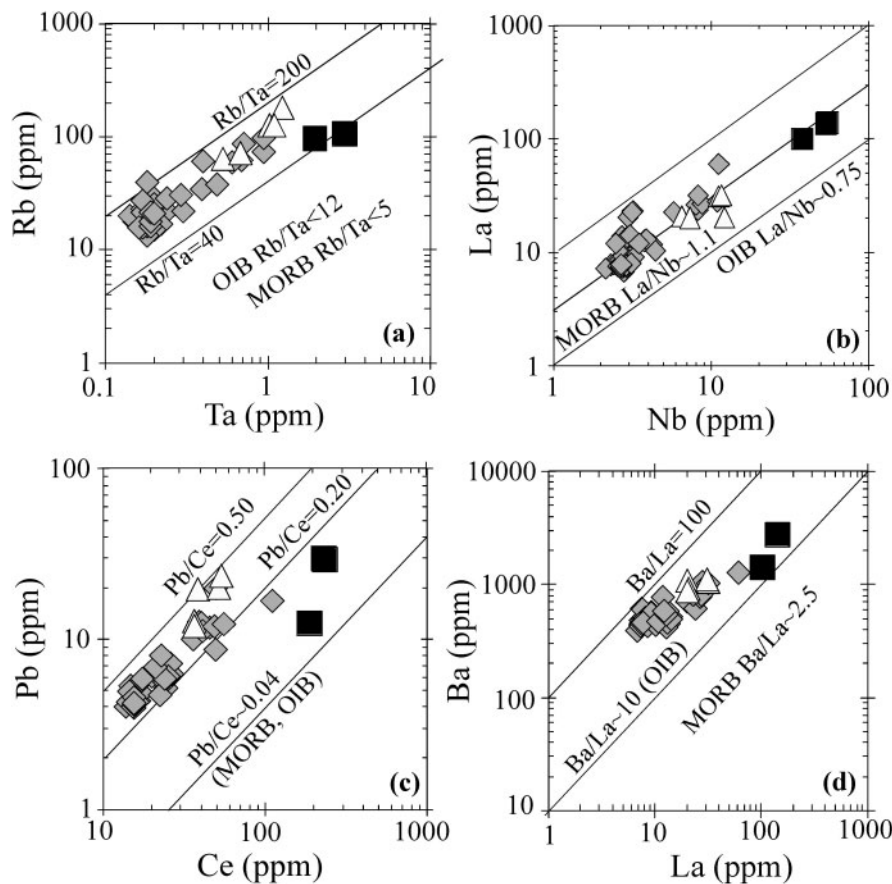 1000
100
10
1
Rb (ppm)
Rb/Ta=200
Rb/Ta=40
OIB Rb/Ta<12
MORB Rb/Ta<5
(a)
0.1
1
10
Ta (ppm)
1000
100
10
1
La (ppm)
MORB La/Nb~1.1
OIB La/Nb~0.75
(b)
1
10
100
Nb (ppm)
100
10
1
Pb (ppm)
Pb/Ce=0.50
Pb/Ce=0.20
Pb/Ce~0.04
(MORB, OIB)
(c)
10
100
1000
Ce (ppm)
10000
1000
100
10
Ba (ppm)
Ba/La=100
Ba/La~10 (OIB)
MORB Ba/La~2.5
(d)
1
10
100
1000
La (ppm)